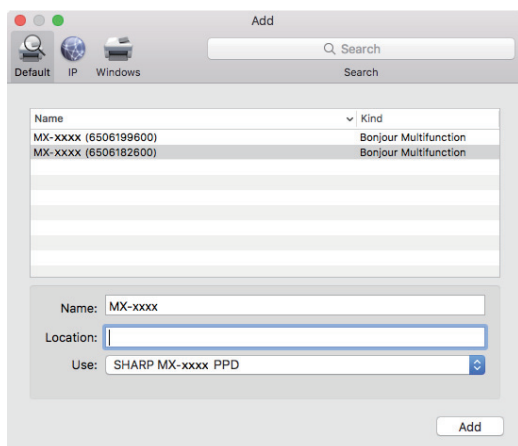 Add
Search
Default IP Windows Search
Name Kind
MX-xxxx (6506199600) Bonjour Multifunction
MX-xxxx (6506182600) Bonjour Multifunction
Name: MX-xxxx
Location:
Use: SHARP MX-xxxx PPD
Add